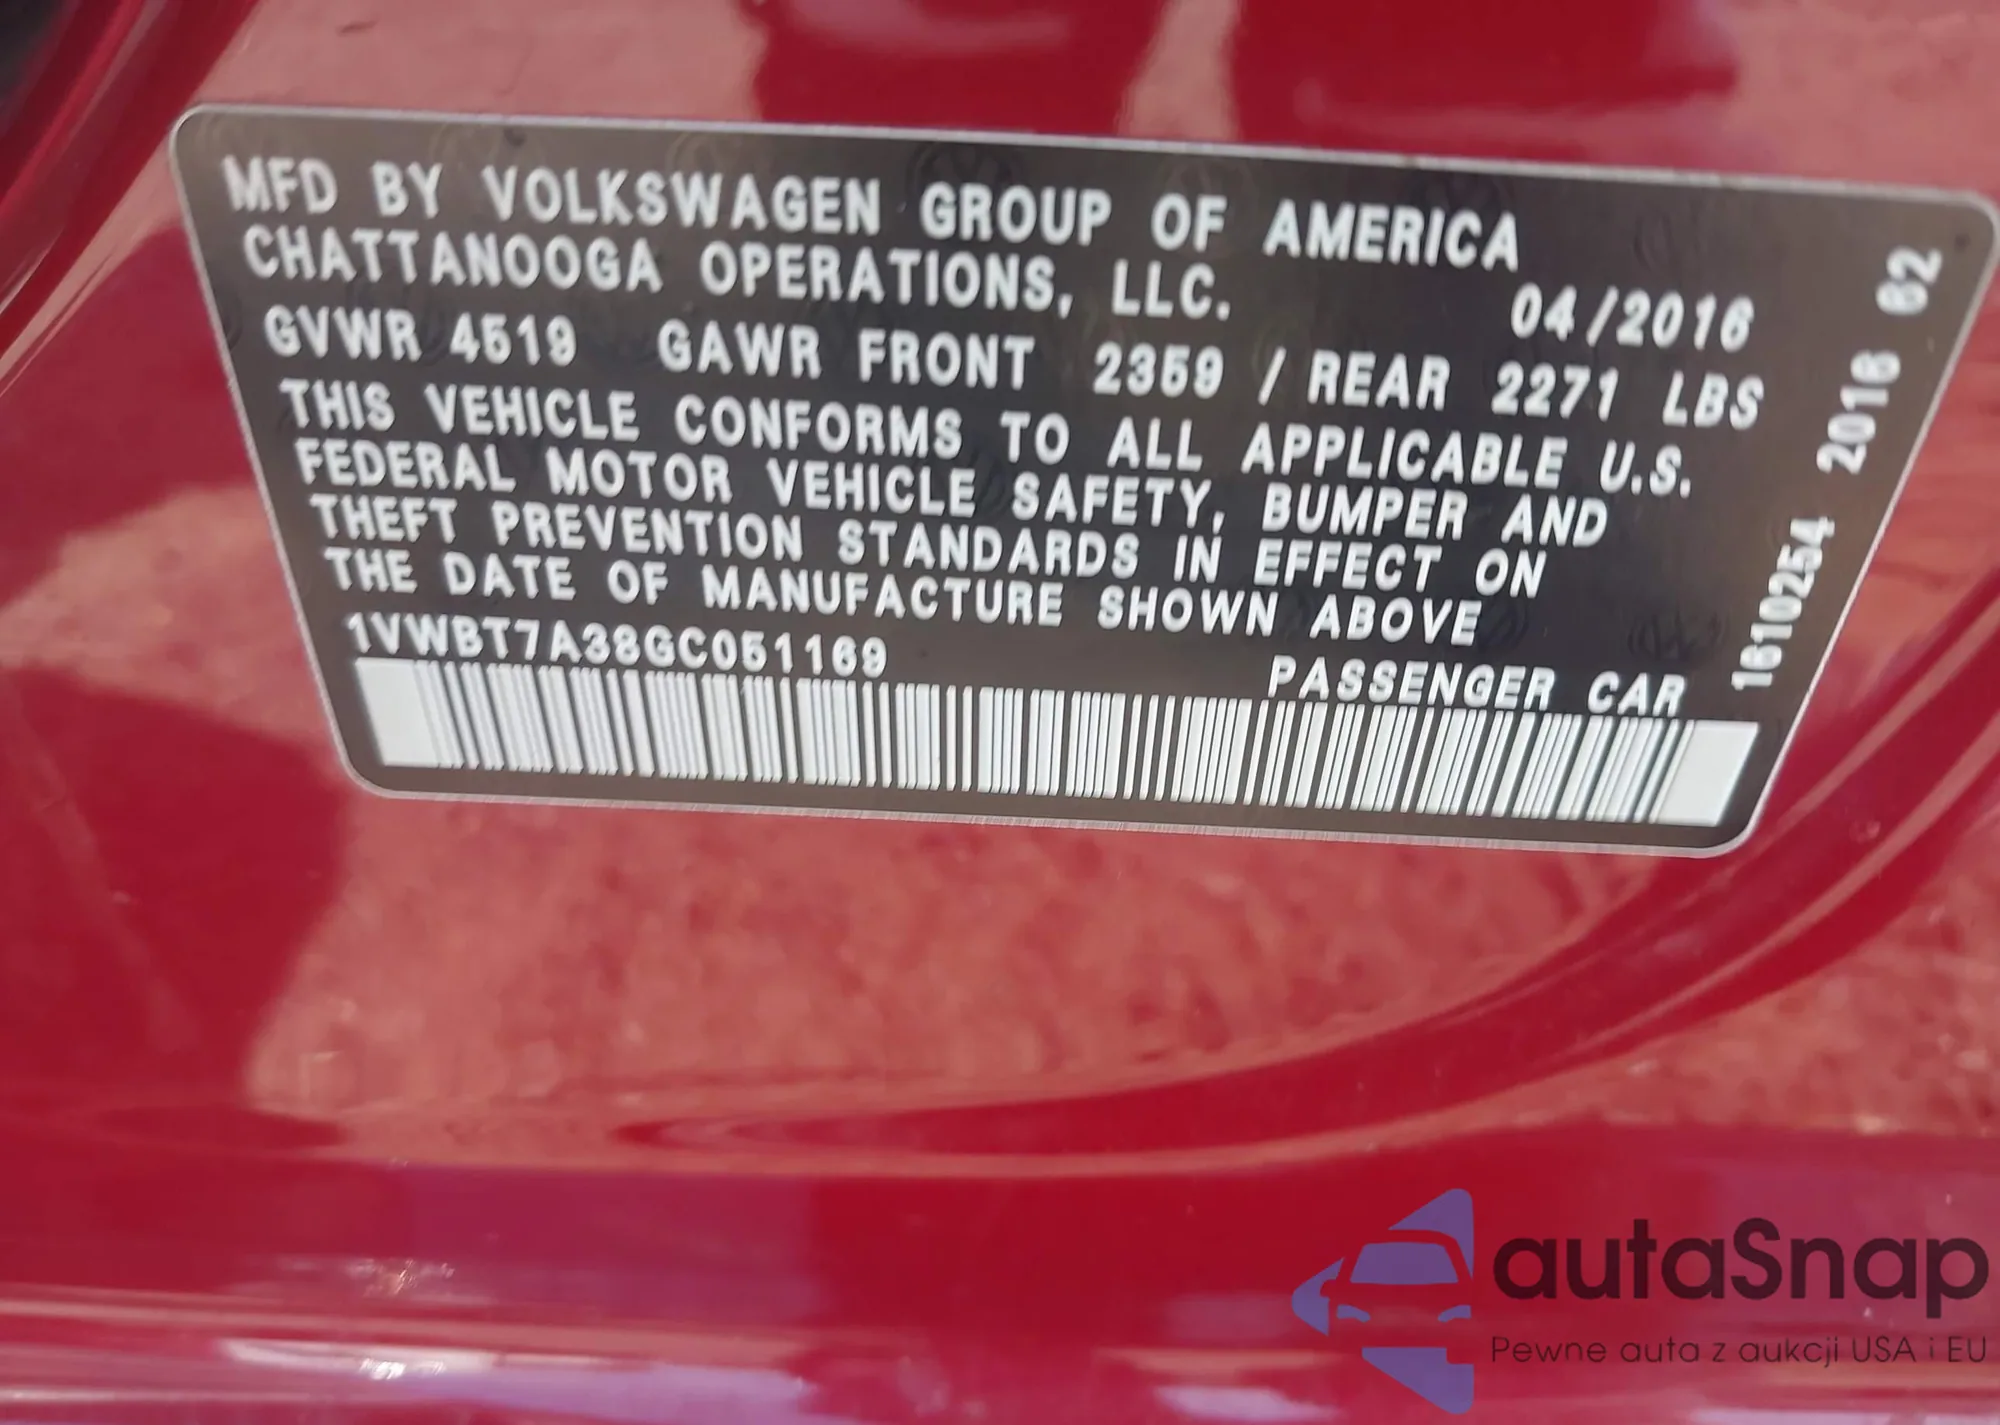 MFD BY VOLKSWAGEN GROUP OF AMERICA
CHATTANOOGA OPERATIONS, LLC.
04/2016
GVWR 4519 GAWR FRONT 2359 / REAR 2271 LBS
THIS VEHICLE CONFORMS TO ALL APPLICABLE U.S.
FEDERAL MOTOR VEHICLE SAFETY, BUMPER AND
THEFT PREVENTION STANDARDS IN EFFECT ON
THE DATE OF MANUFACTURE SHOWN ABOVE
1VWBT7A38GC051169
PASSENGER CAR
1610254 2016 62
autaSnap
Pewne auta z aukcji USA i EU